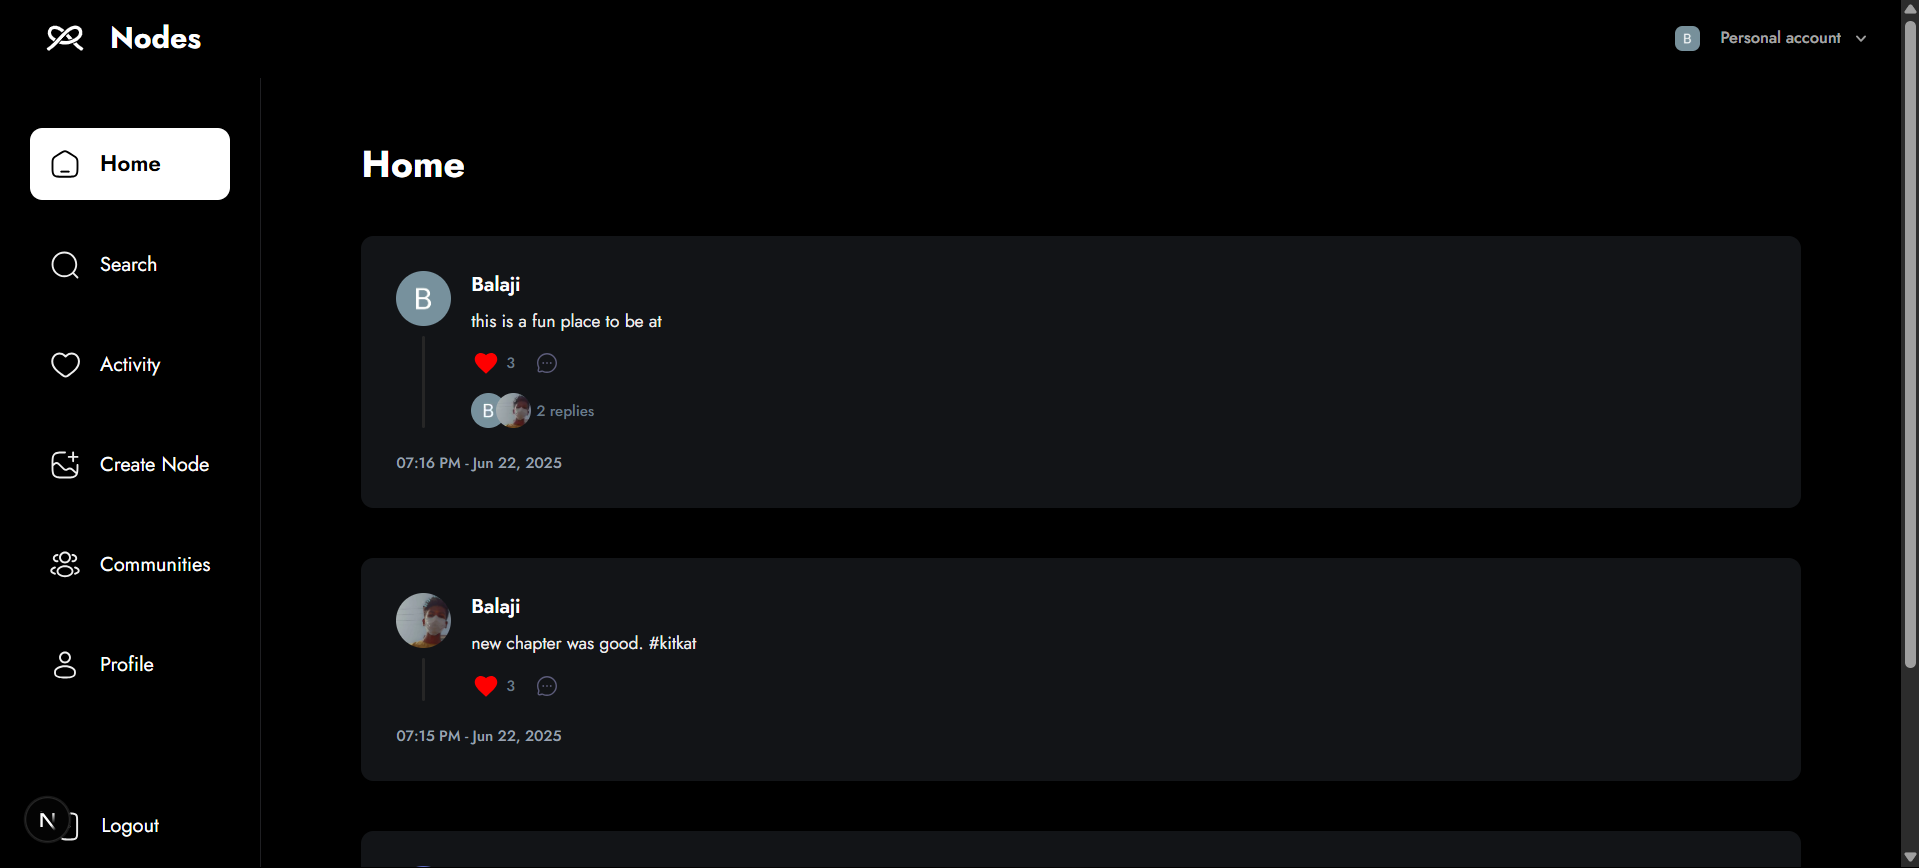 Nodes
B Personal account
Home
Search
Activity
Create Node
Communities
Profile
N Logout
Home
B Balaji
this is a fun place to be at
3
B 2 replies
07:16 PM - Jun 22, 2025
Balaji
new chapter was good. #kitkat
3
07:15 PM - Jun 22, 2025